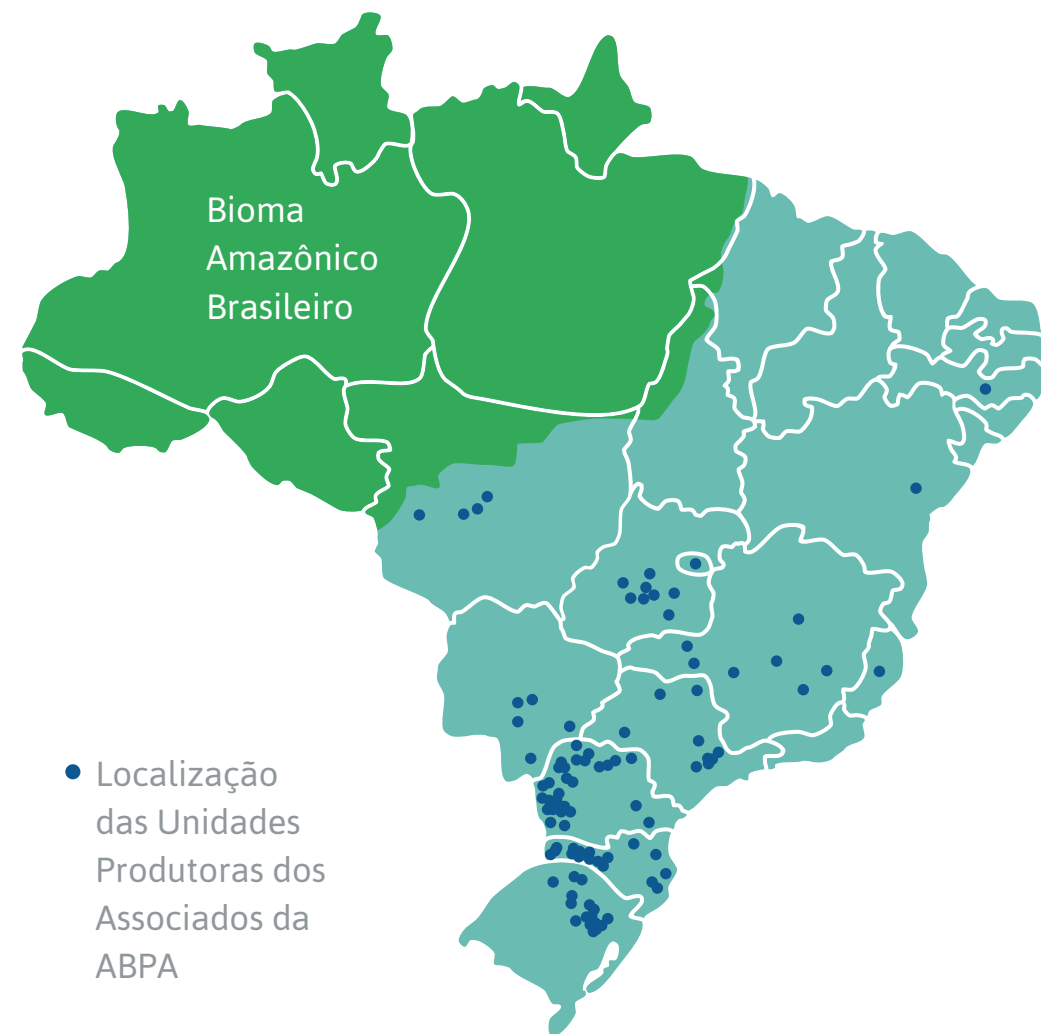 Bioma
Amazônico
Brasileiro
Localização
das Unidades
Produtoras dos
Associados da
ABPA